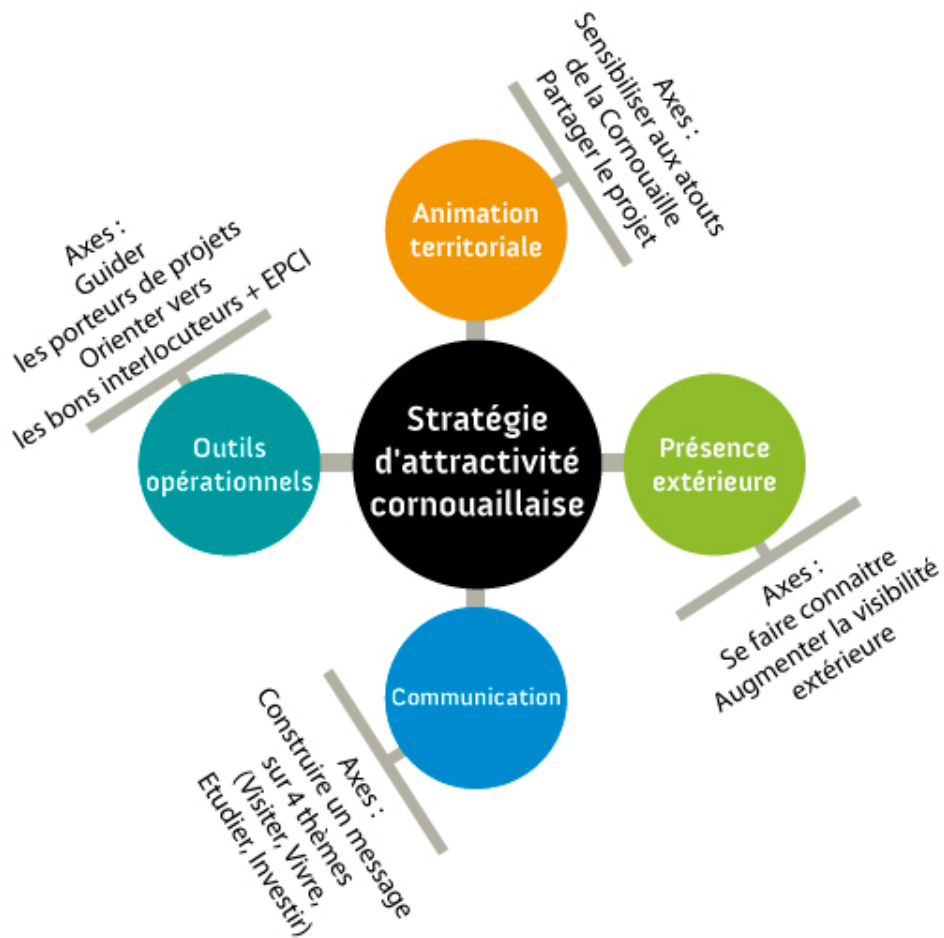 Axes :
Sensibiliser aux atouts
de la Cornouaille
Partager le projet
Animation
territoriale
Axes :
Guider
les porteurs de projets
Orienter vers
les bons interlocuteurs + EPCI
Outils
opérationnels
Stratégie
d'attractivité
cornouaillaise
Présence
extérieure
Axes :
Se faire connaitre
Augmenter la visibilité
extérieure
Communication
Axes :
Construire un message
sur 4 thèmes
(Visiter, Vivre,
Etudier, Investir)